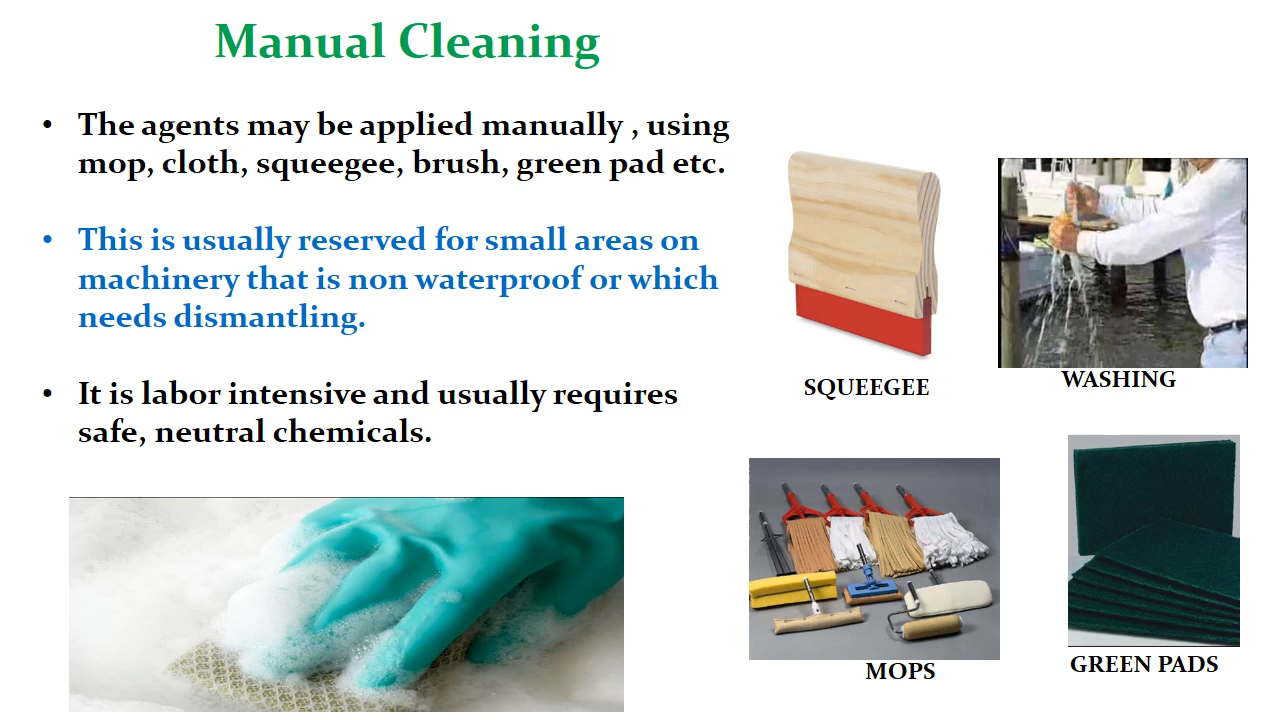 Manual Cleaning
• The agents may be applied manually , using
mop, cloth, squeegee, brush, green pad etc.
• This is usually reserved for small areas on
machinery that is non waterproof or which
needs dismantling.
• It is labor intensive and usually requires
safe, neutral chemicals.
SQUEEGEE
WASHING
MOPS
GREEN PADS